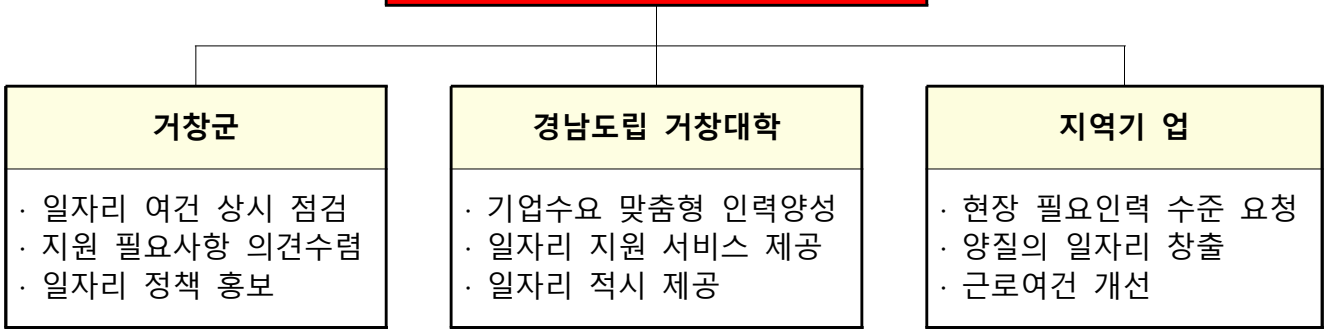 거창군
· 일자리 여건 상시 점검
· 지원 필요사항 의견수렴
· 일자리 정책 홍보
경남도립 거창대학
· 기업수요 맞춤형 인력양성
· 일자리 지원 서비스 제공
· 일자리 적시 제공
지역기 업
· 현장 필요인력 수준 요청
· 양질의 일자리 창출
· 근로여건 개선